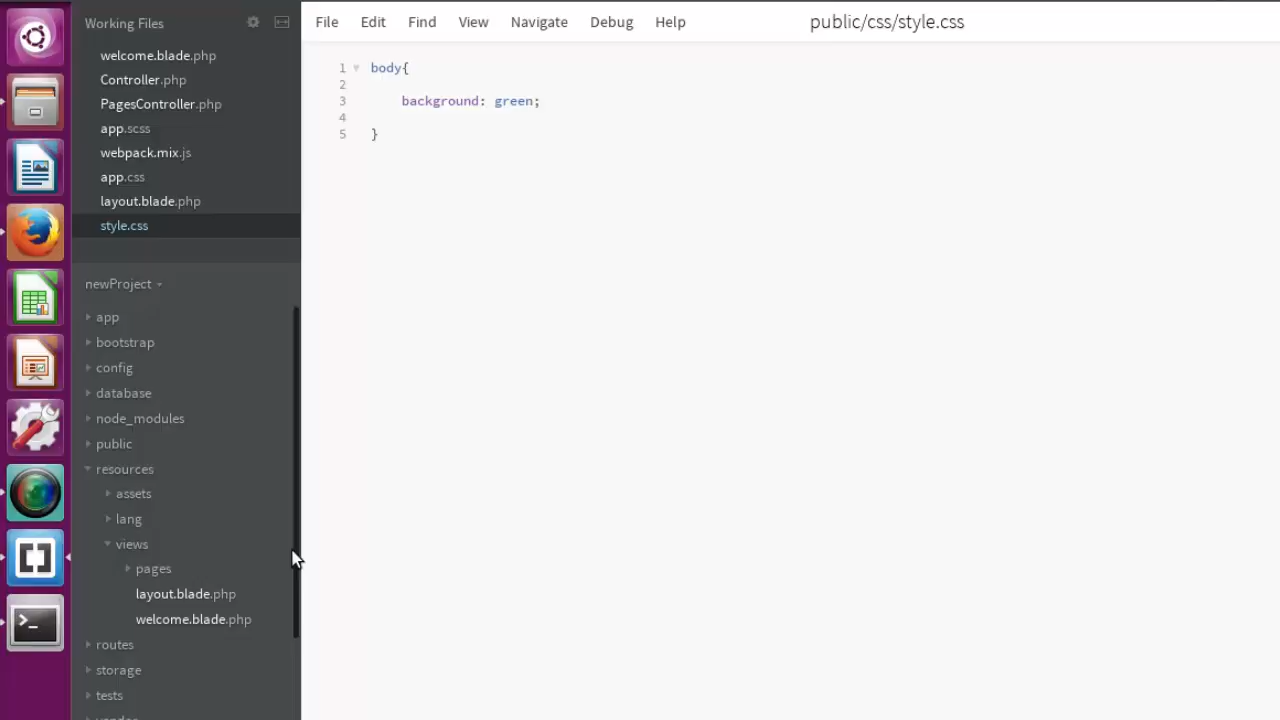 Working Files
welcome.blade.php
Controller.php
PagesController.php
app.scss
webpack.mix.js
app.css
layout.blade.php
style.css
newProject
app
bootstrap
config
database
node_modules
public
resources
assets
lang
views
pages
layout.blade.php
welcome.blade.php
routes
storage
tests
File Edit Find View Navigate Debug Help
public/css/style.css
1 body{
2
3 background: green;
4
5 }